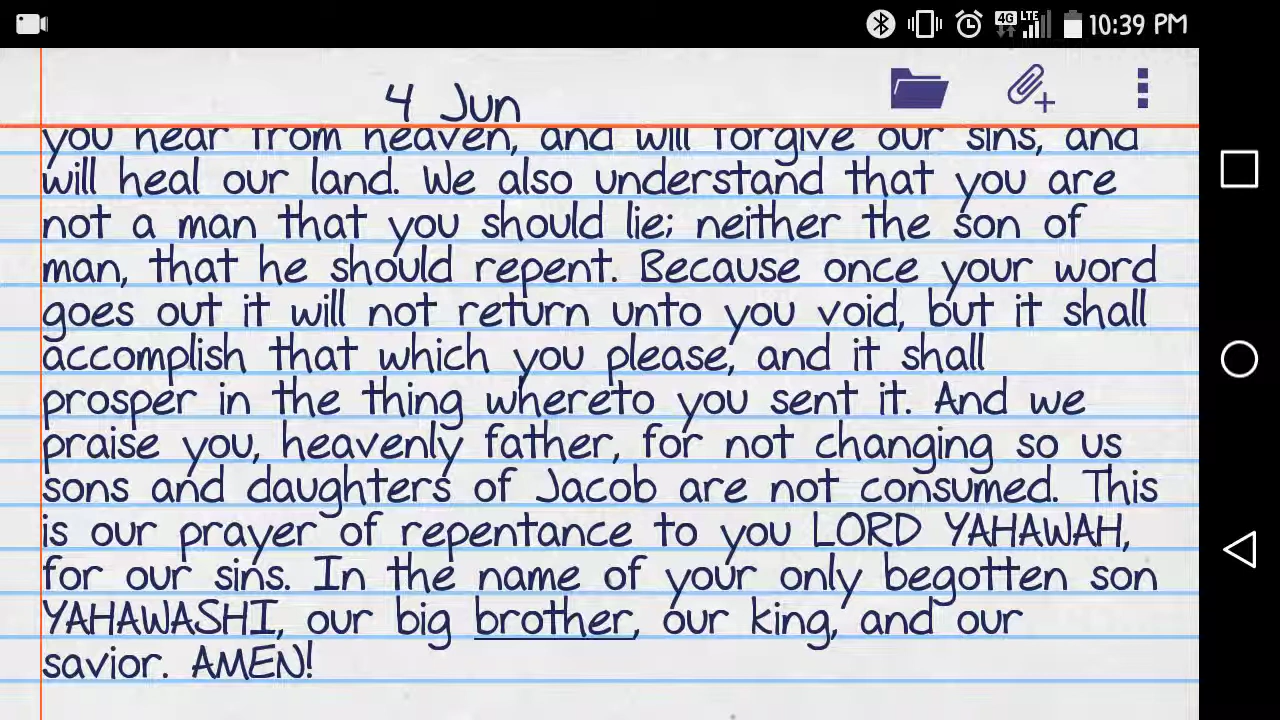 4G LTE 10:39 PM
4 Jun
you hear from heaven, and will forgive our sins, and
will heal our land. We also understand that you are
not a man that you should lie; neither the son of
man, that he should repent. Because once your word
goes out it will not return unto you void, but it shall
accomplish that which you please, and it shall
prosper in the thing whereto you sent it. And we
praise you, heavenly father, for not changing so us
sons and daughters of Jacob are not consumed. This
is our prayer of repentance to you LORD YAHAWAH,
for our sins. In the name of your only begotten son
YAHAWASHI, our big brother, our king, and our
savior. AMEN!